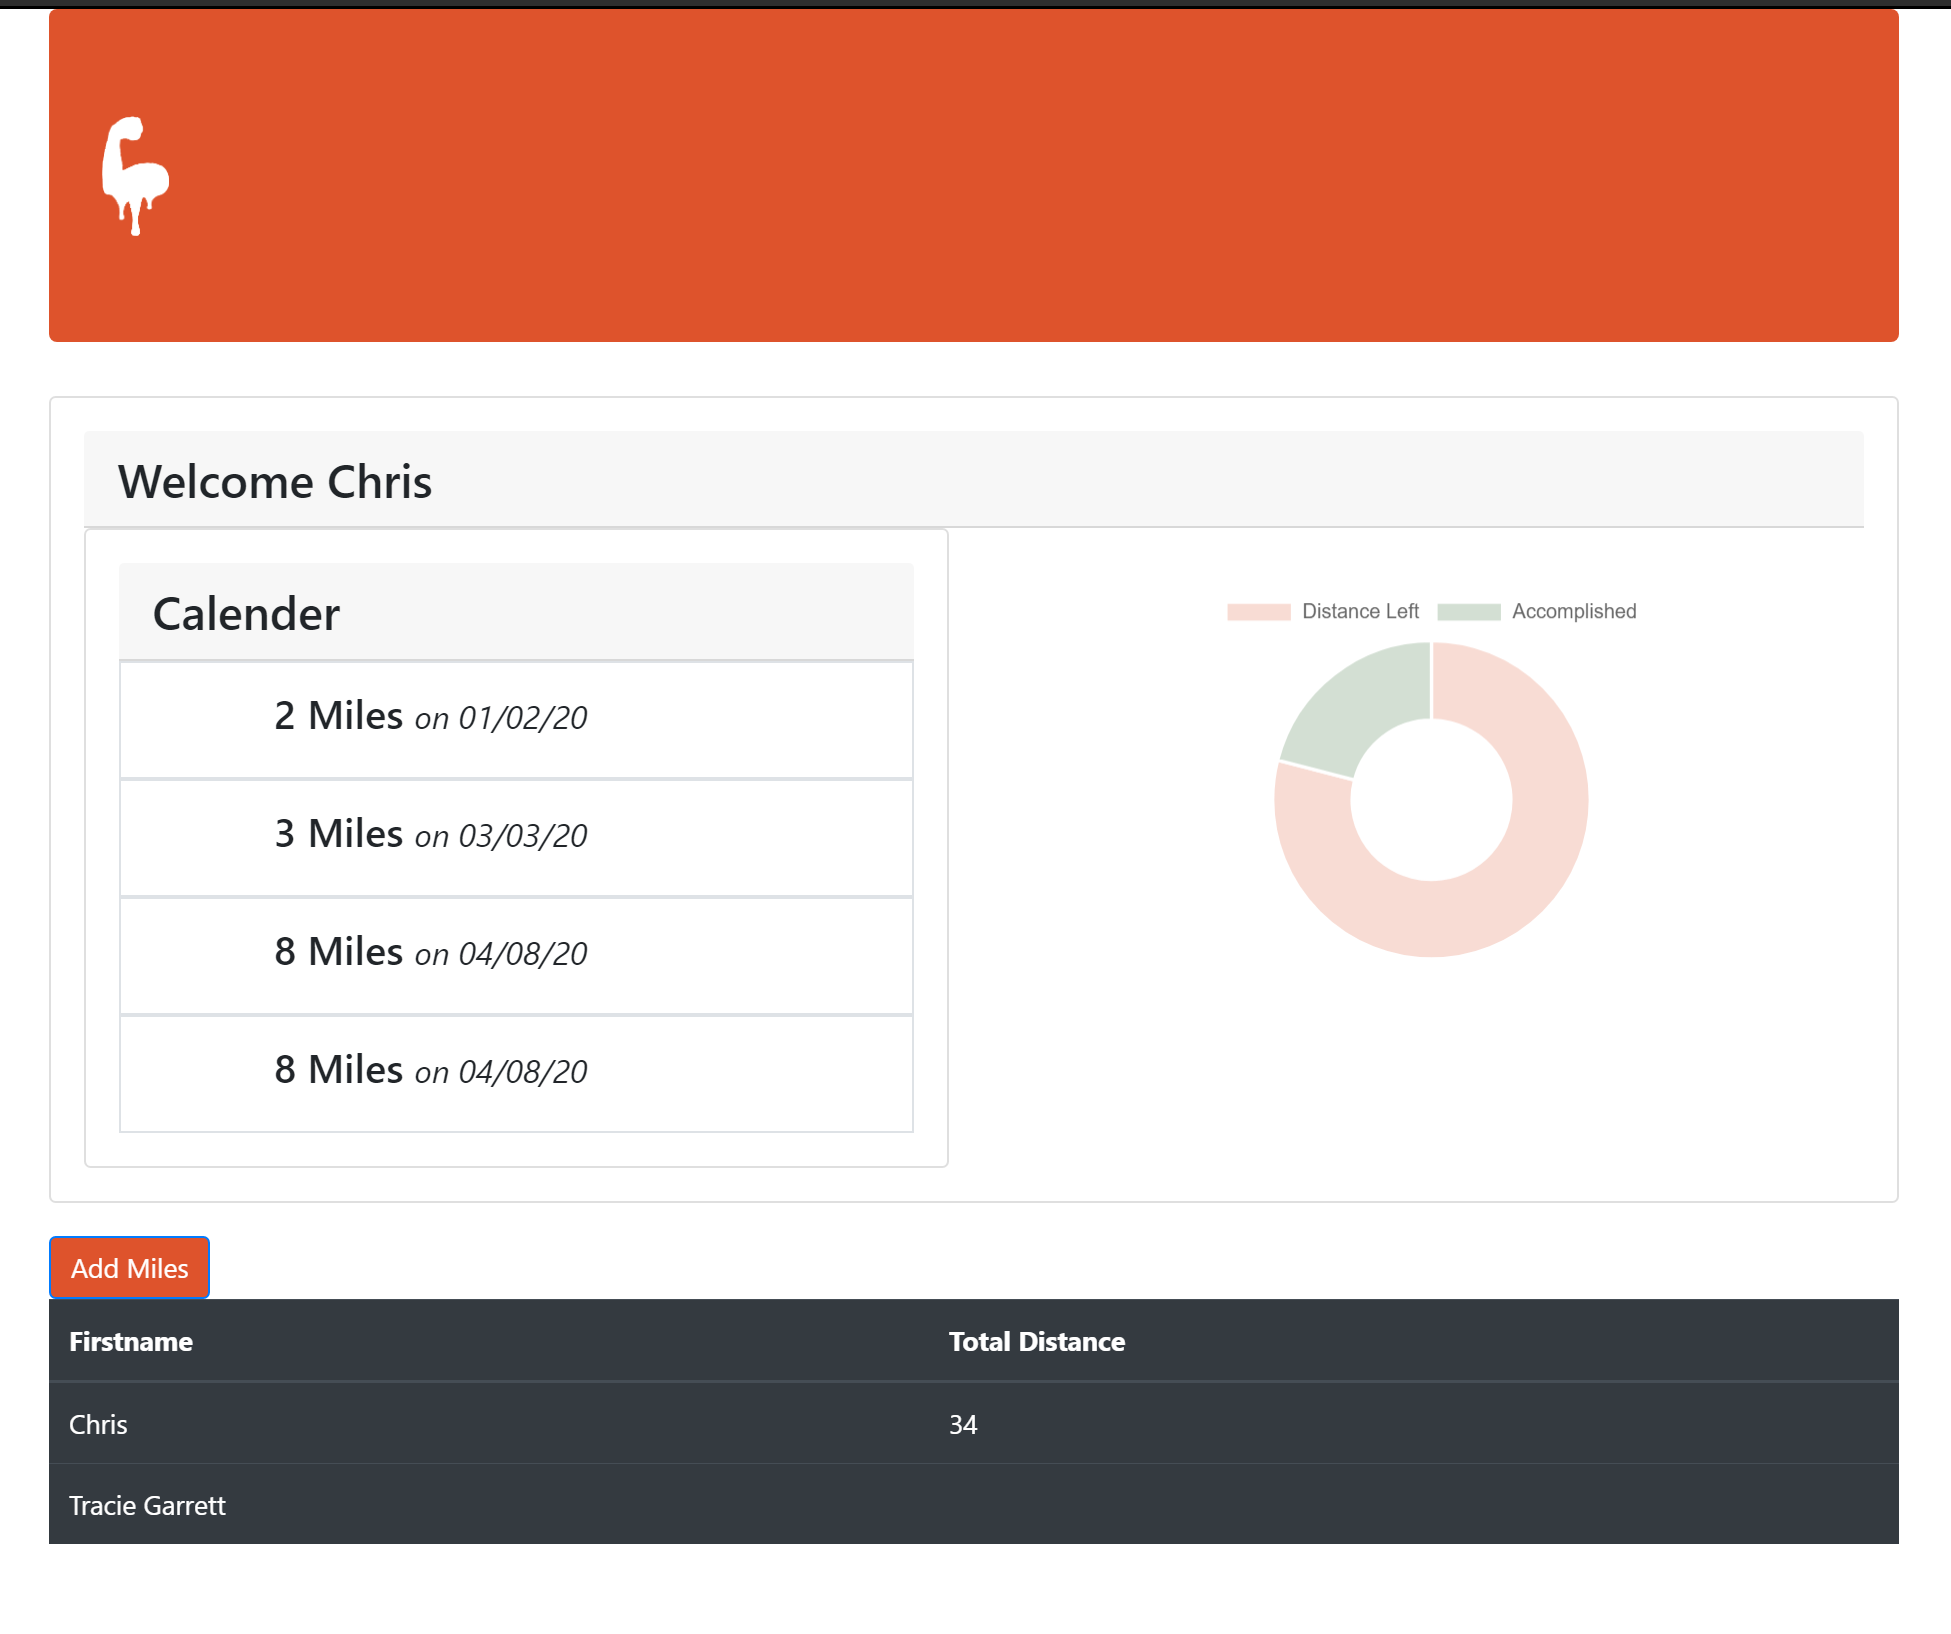 Welcome Chris
Calender
2 Miles on 01/02/20
3 Miles on 03/03/20
8 Miles on 04/08/20
8 Miles on 04/08/20
Distance Left Accomplished
Add Miles
Firstname Total Distance
Chris 34
Tracie Garrett